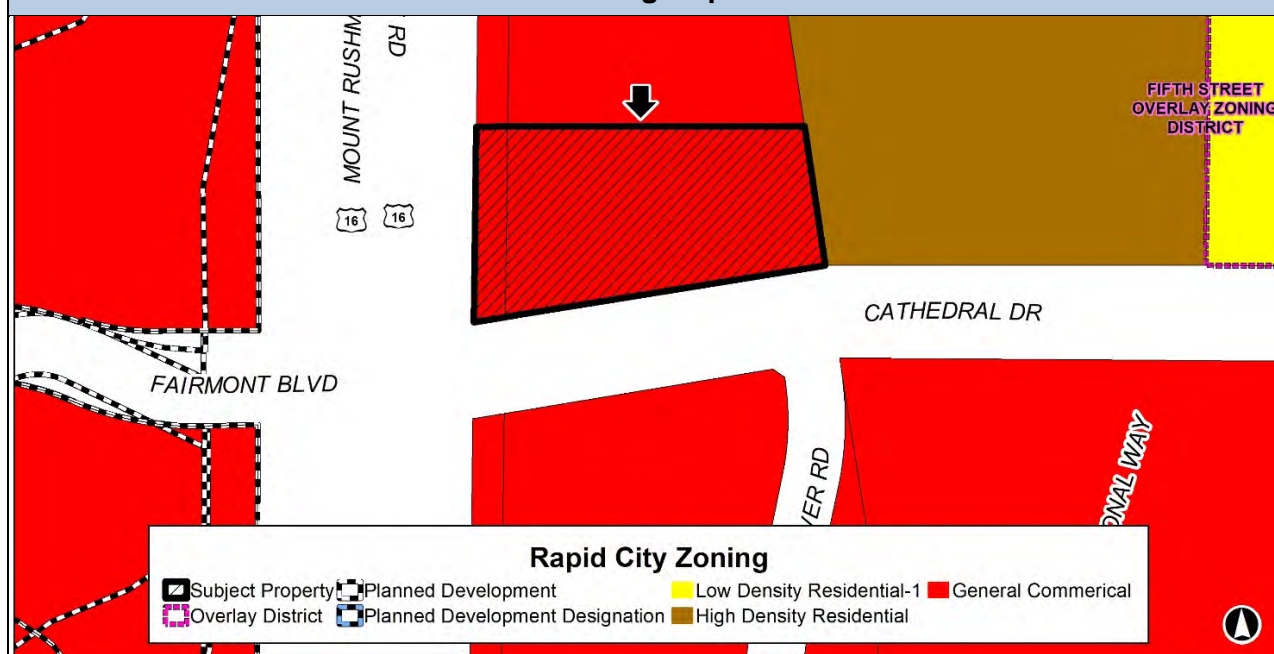 MOUNT RUSHM
RD
FIFTH STREET
OVERLAY ZONING
DISTRICT
16
16
CATHEDRAL DR
FAIRMONT BLVD
VER RD
ONAL WAY
Rapid City Zoning
Subject Property
Planned Development
Low Density Residential-1
General Commerical
Overlay District
Planned Development Designation
High Density Residential